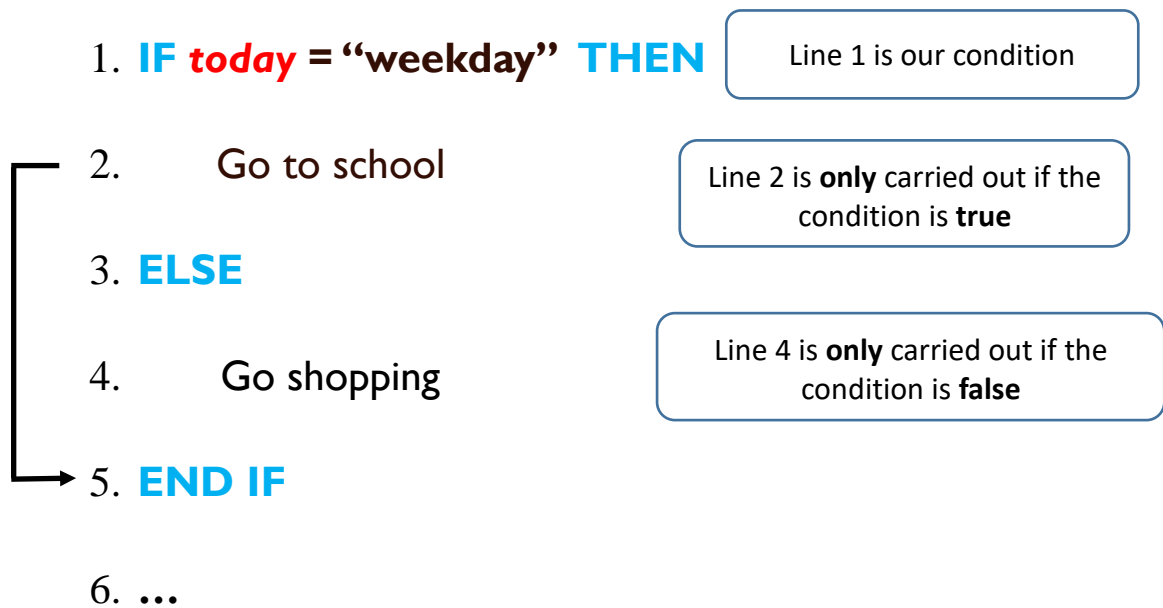 1. IF today = “weekday” THEN
Line 1 is our condition
2. Go to school
Line 2 is only carried out if the
condition is true
3. ELSE
4. Go shopping
Line 4 is only carried out if the
condition is false
5. END IF
6. ...